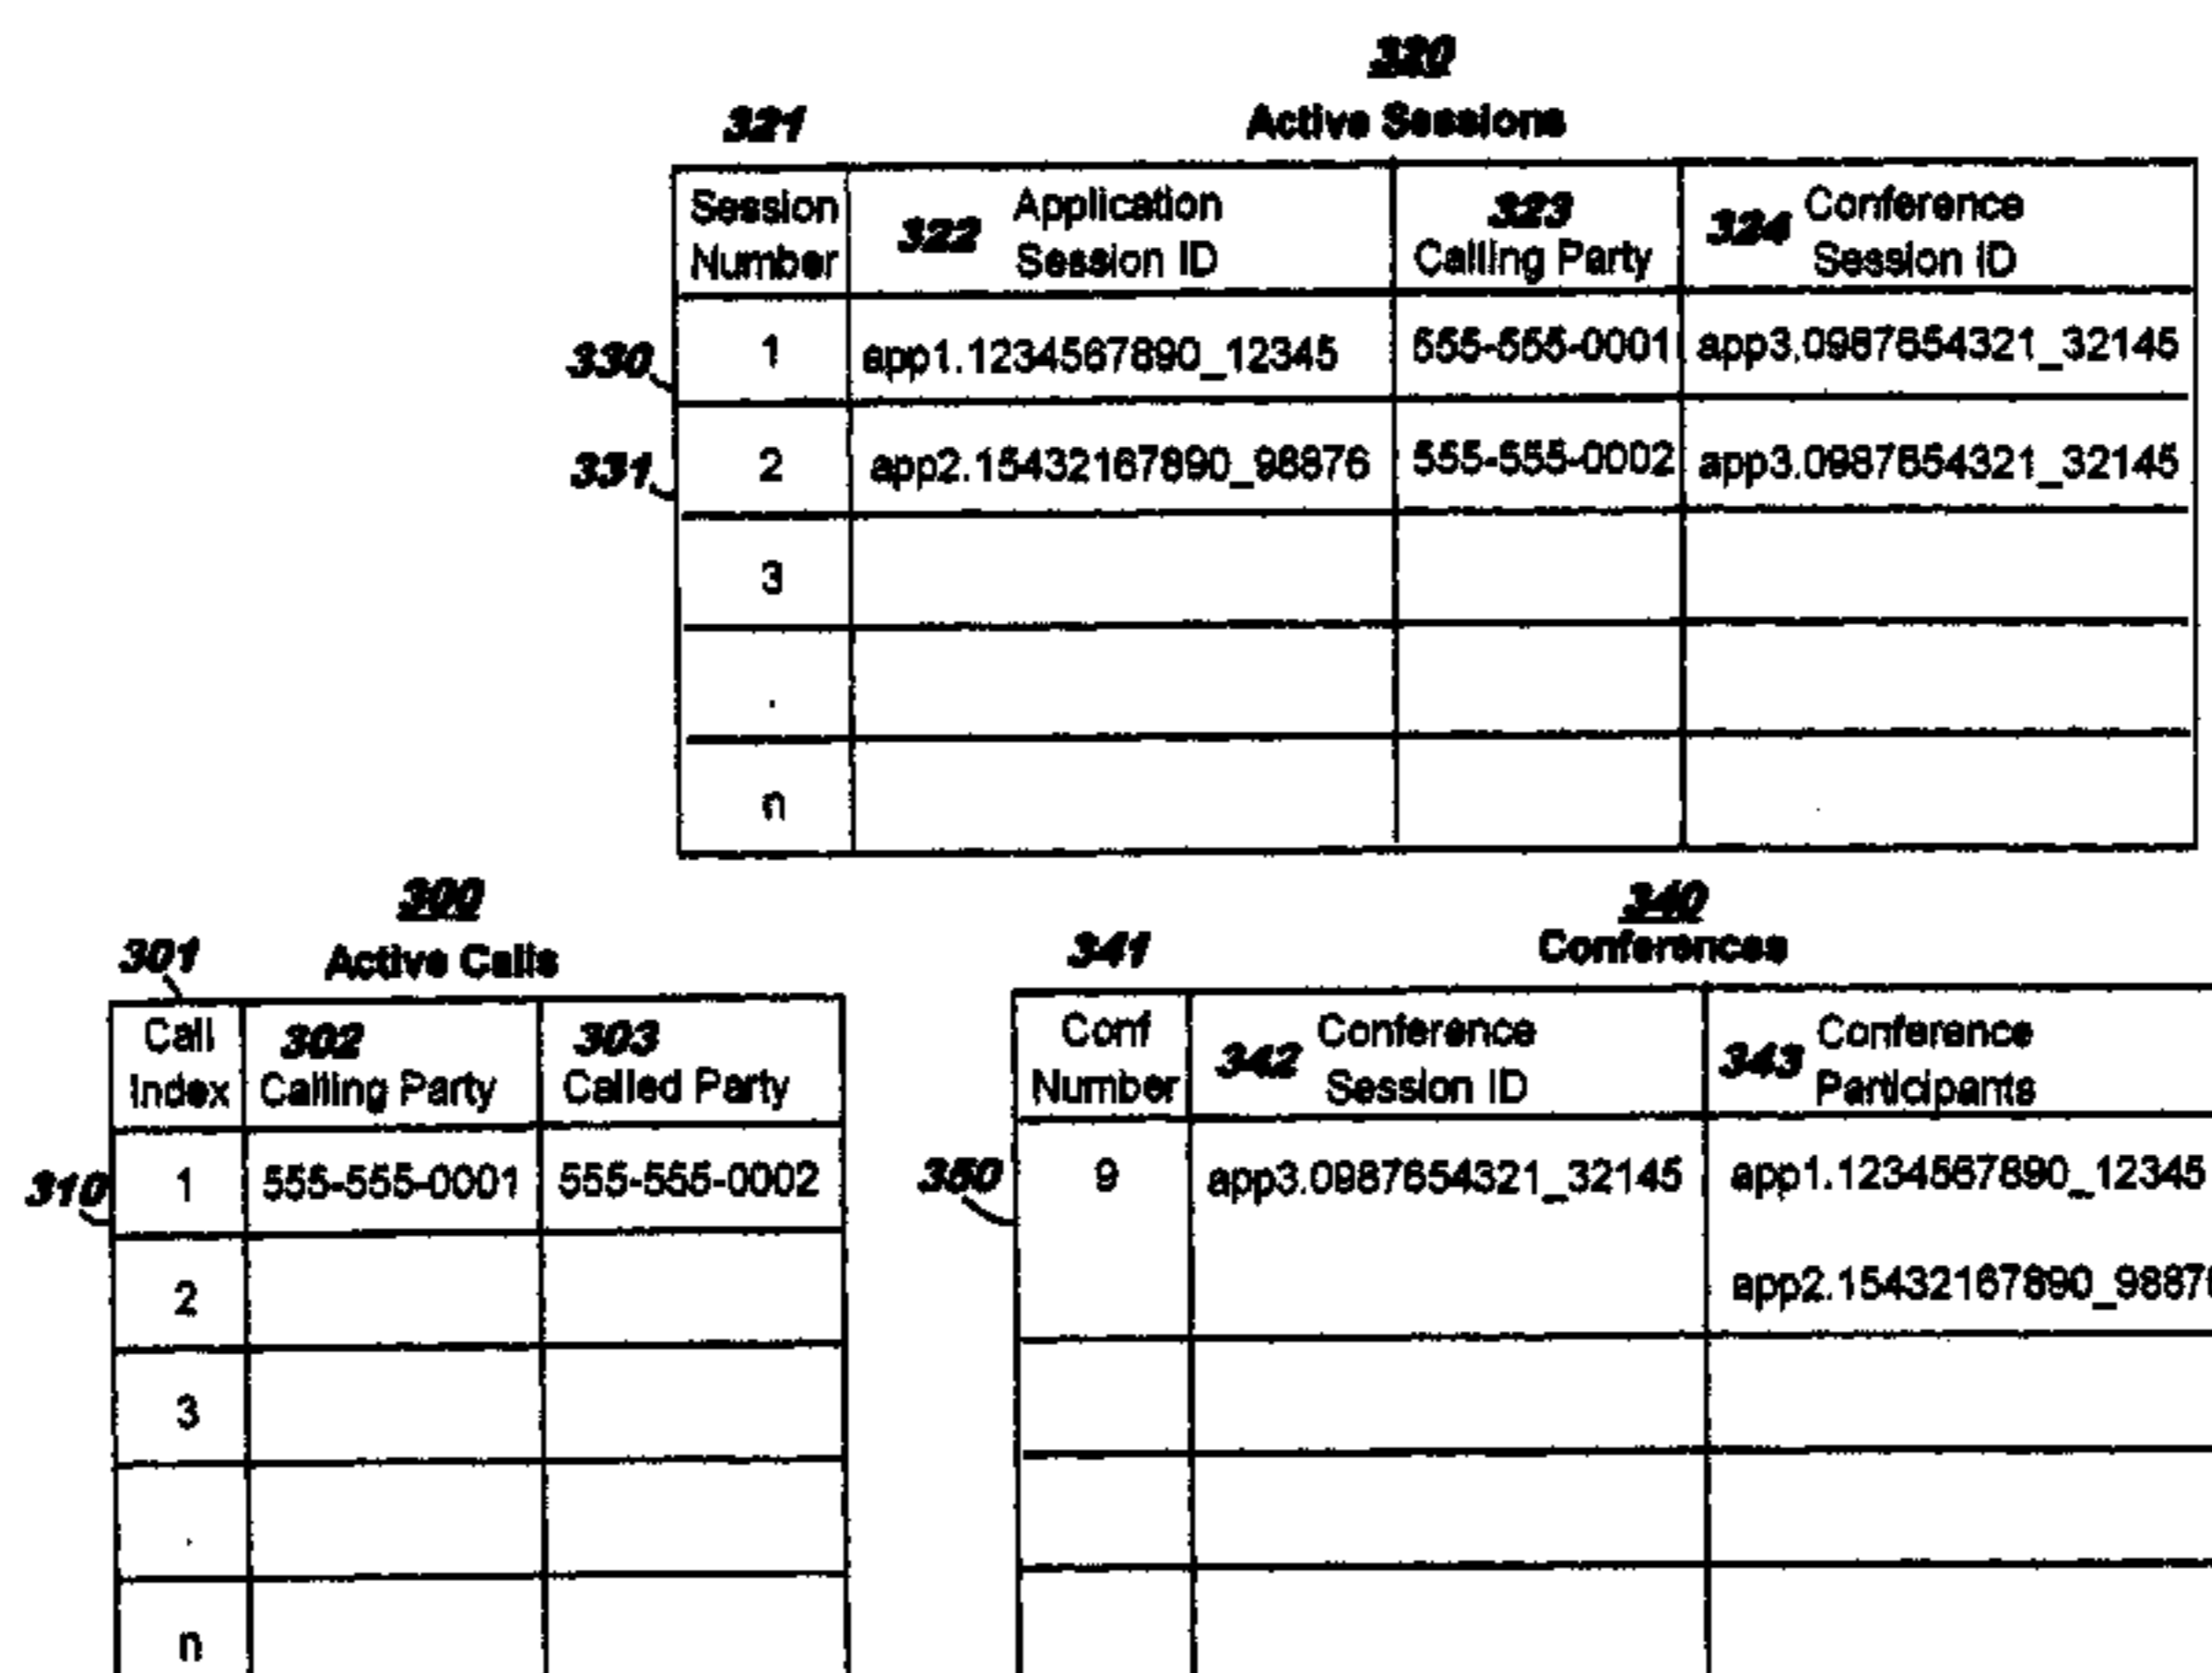 320
Active Sessions
321
Session Number
322 Application Session ID
323 Calling Party
324 Conference Session ID
330 1 app1.1234567890_12345 555-555-0001 app3.0987654321_32145
331 2 app2.15432167890_98876 555-555-0002 app3.0987654321_32145
3
.
n
300
Active Calls
301
Call Index
302 Calling Party
303 Called Party
310 1 555-555-0001 555-555-0002
2
3
.
n
340
Conferences
341
Conf Number
342 Conference Session ID
343 Conference Participants
350 9 app3.0987654321_32145 app1.1234567890_12345
app2.15432167890_98876